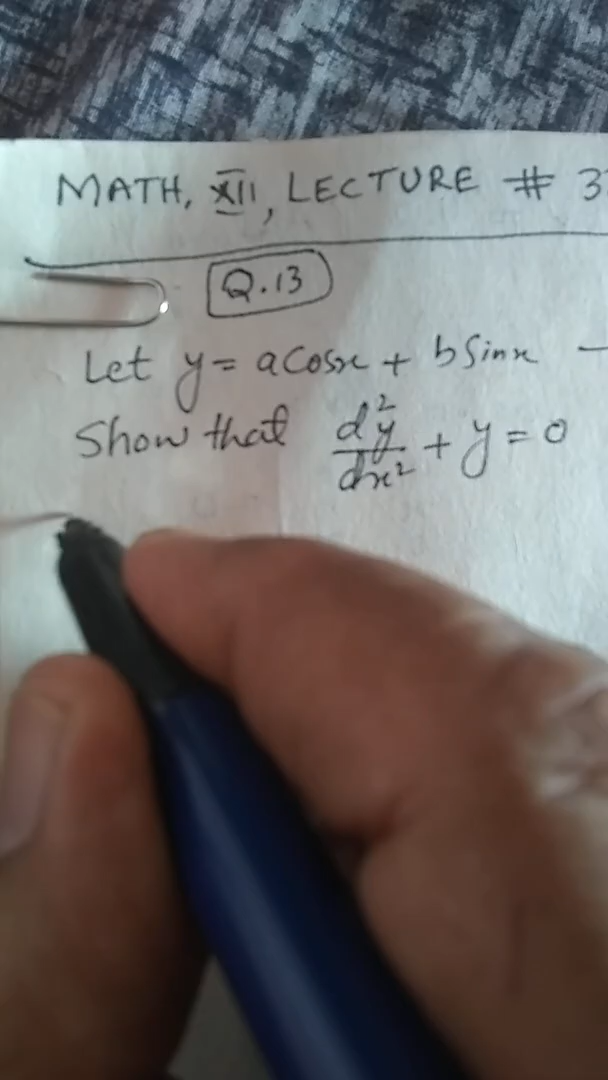 MATH, XII, LECTURE # 3
Q.13
Let y = a cosx + b sinx —
Show that d²y/dx² + y = 0